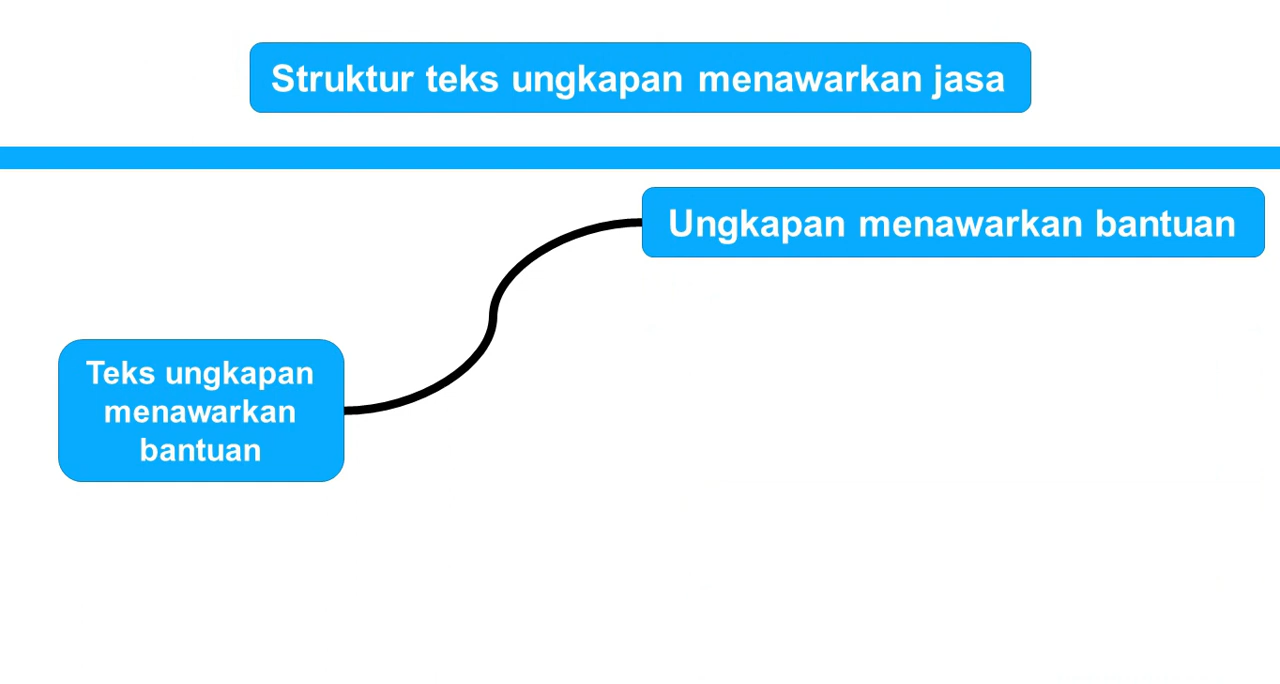 Struktur teks ungkapan menawarkan jasa
Ungkapan menawarkan bantuan
Teks ungkapan
menawarkan
bantuan